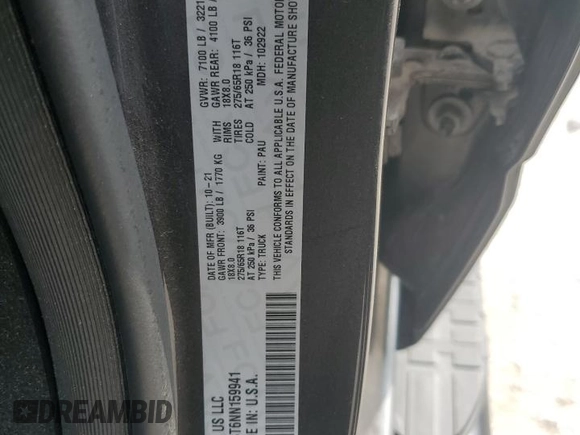 US LLC
DATE OF MFR (BUILT): 10-21 GVWR: 7100 LB / 3221
GAWR FRONT: 3900 LB / 1770 KG WITH GAWR REAR: 4100 LB /
18X8.0 RIMS 18X8.0
275/65R18 116T TIRES 275/65R18 116T
AT 250 kPa / 36 PSI COLD AT 250 kPa / 36 PSI
TYPE: TRUCK PAINT: PAU MDH: 102922
THIS VEHICLE CONFORMS TO ALL APPLICABLE U.S.A. FEDERAL MOTOR
STANDARDS IN EFFECT ON THE DATE OF MANUFACTURE SHO
T6NN159941
E IN: U.S.A.
DREAMBID